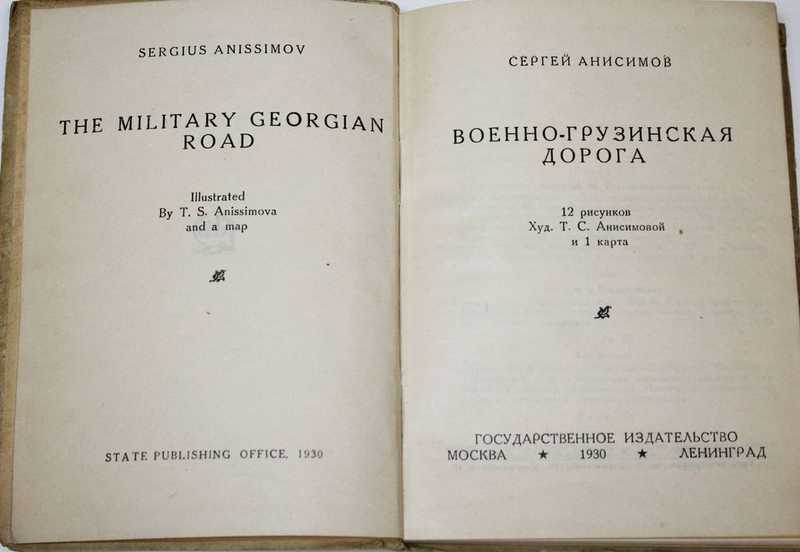 SERGIUS ANISSIMOV
THE MILITARY GEORGIAN
ROAD
Illustrated
By T. S. Anissimova
and a map
STATE PUBLISHING OFFICE, 1930
СЕРГЕЙ АНИСИМОВ
ВОЕННО-ГРУЗИНСКАЯ
ДОРОГА
12 рисунков
Худ. Т. С. Анисимовой
и 1 карта
ГОСУДАРСТВЕННОЕ ИЗДАТЕЛЬСТВО
МОСКВА ★ 1930 ★ ЛЕНИНГРАД